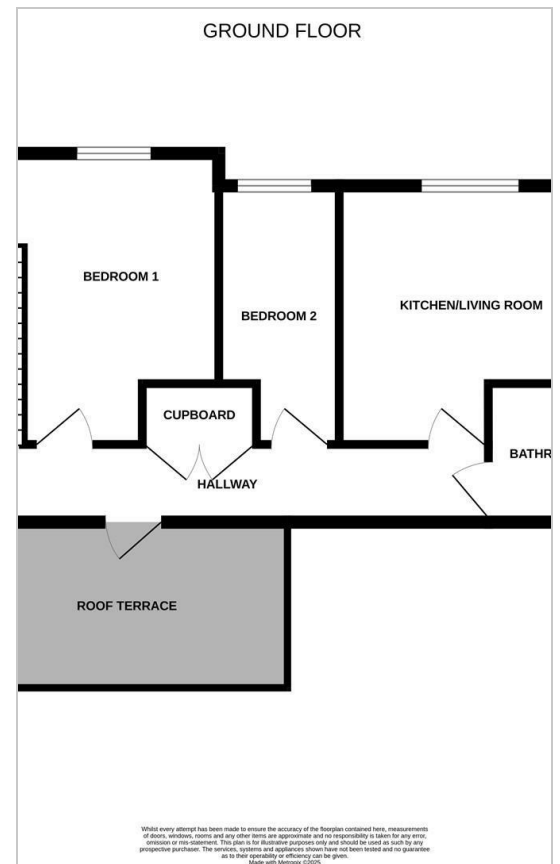 GROUND FLOOR
BEDROOM 1
BEDROOM 2
KITCHEN/LIVING ROOM
CUPBOARD
BATHR
HALLWAY
ROOF TERRACE
Whilst every attempt has been made to ensure the accuracy of the floorplan contained here, measurements
of doors, windows, rooms and any other items are approximate and no responsibility is taken for any error,
omission or mis-statement. This plan is for illustrative purposes only and should be used as such by any
prospective purchaser. The services, systems and appliances shown have not been tested and no guarantee
as to their operability or efficiency can be given.
Made with Metropix ©2025